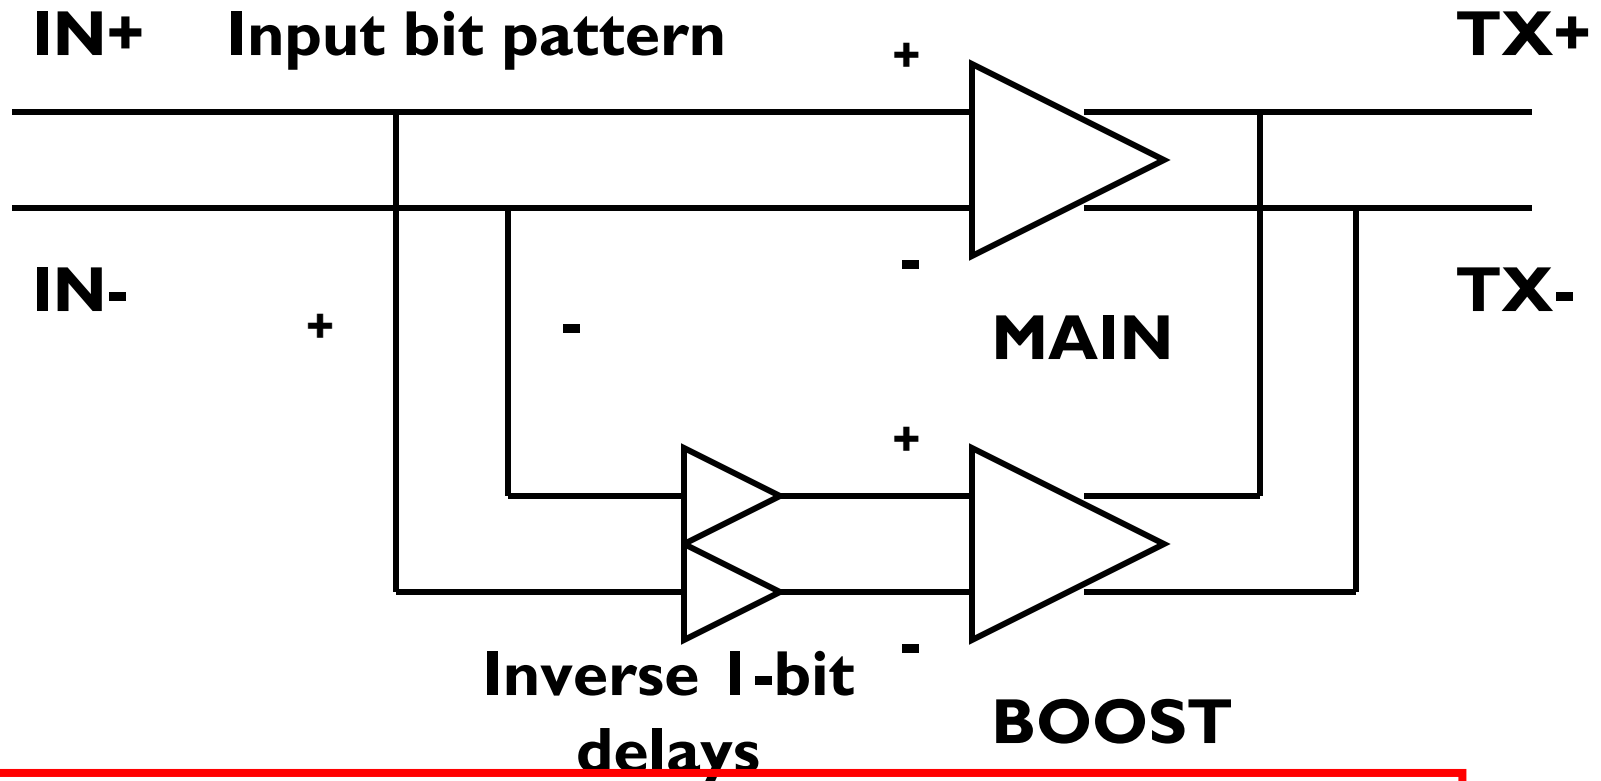 IN+ Input bit pattern + TX+
IN- - TX-
+ - MAIN
+
Inverse 1-bit -
delays BOOST